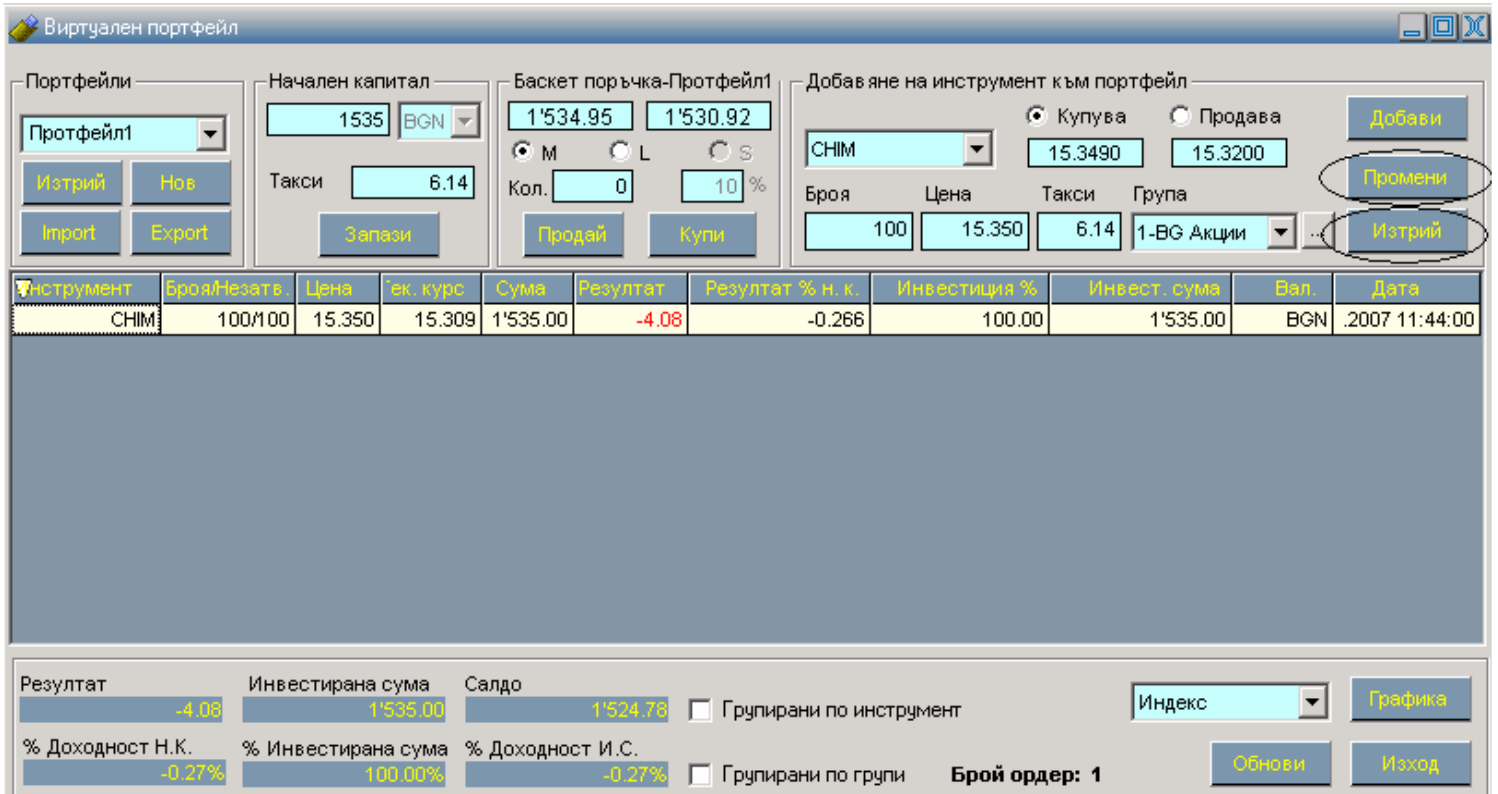 Виртуален портфейл
Портфейли
Протфейл1
Изтрий Нов
Import Export
Начален капитал
1535 BGN
Такси 6.14
Запази
Баскет поръчка-Протфейл1
1'534.95 1'530.92
M L S
Кол. 0 10 %
Продай Купи
Добавяне на инструмент към портфейл
Купува Продава
CHIM 15.3490 15.3200
Броя Цена Такси Група
100 15.350 6.14 1-BG Акции ...
Добави
Промени
Изтрий
нструмент Броя/Незатв. Цена ек. курс Сума Резултат Резултат % н. к. Инвестиция % Инвест. сума Вал. Дата
CHIM 100/100 15.350 15.309 1'535.00 -4.08 -0.266 100.00 1'535.00 BGN .2007 11:44:00
Резултат Инвестирана сума Салдо
-4.08 1'535.00 1'524.78 Групирани по инструмент Индекс Графика
% Доходност Н.К. % Инвестирана сума % Доходност И.С.
-0.27% 100.00% -0.27% Групирани по групи Брой ордер: 1 Обнови Изход